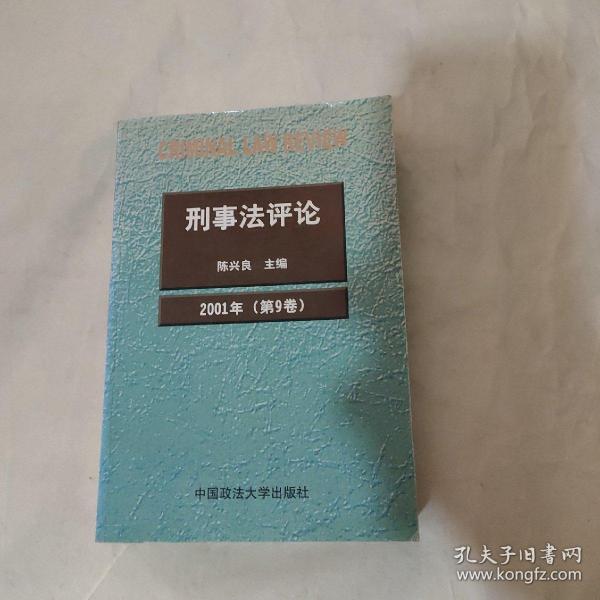 CRIMINAL LAW REVIEW
刑事法评论
陈兴良 主编
2001年（第9卷）
中国政法大学出版社
孔夫子旧书网
www.kongfz.com